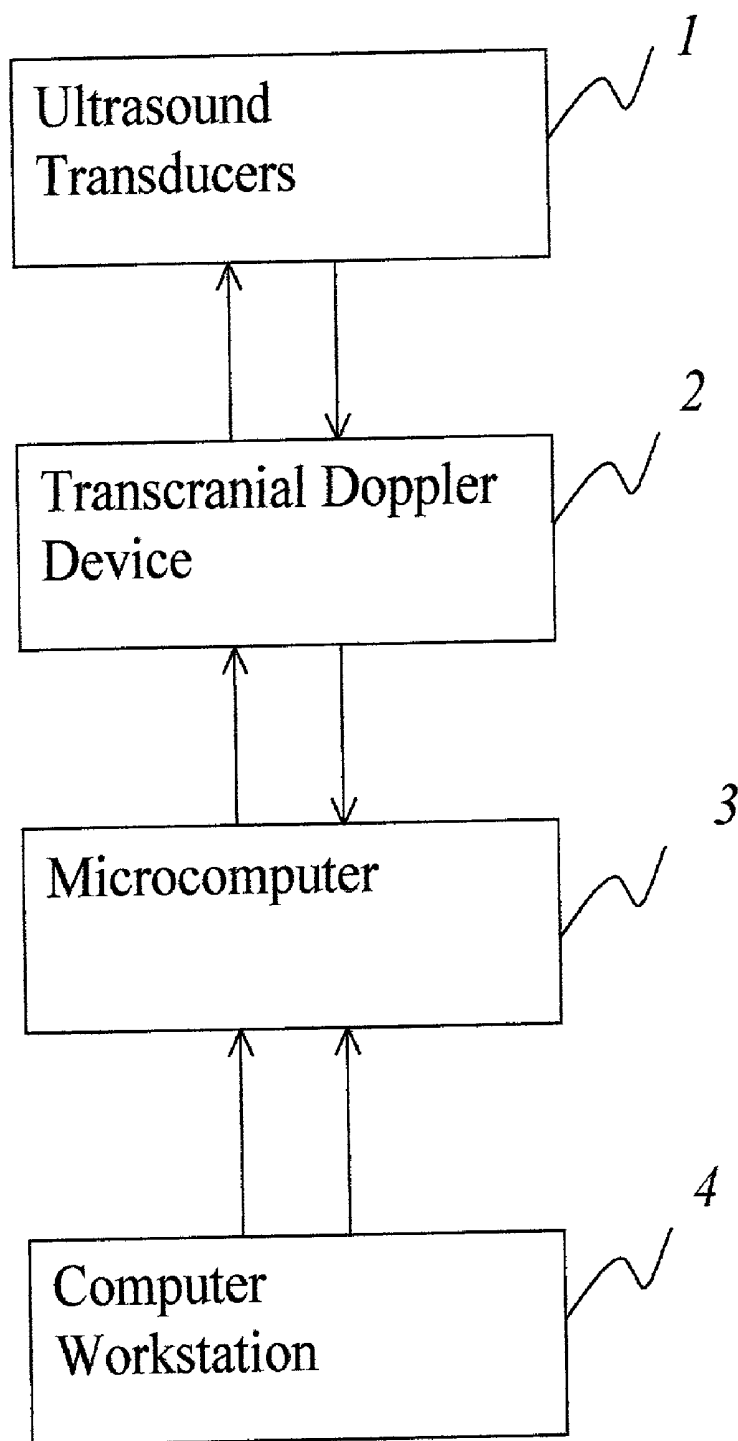 1
Ultrasound
Transducers
2
Transcranial Doppler
Device
3
Microcomputer
4
Computer
Workstation